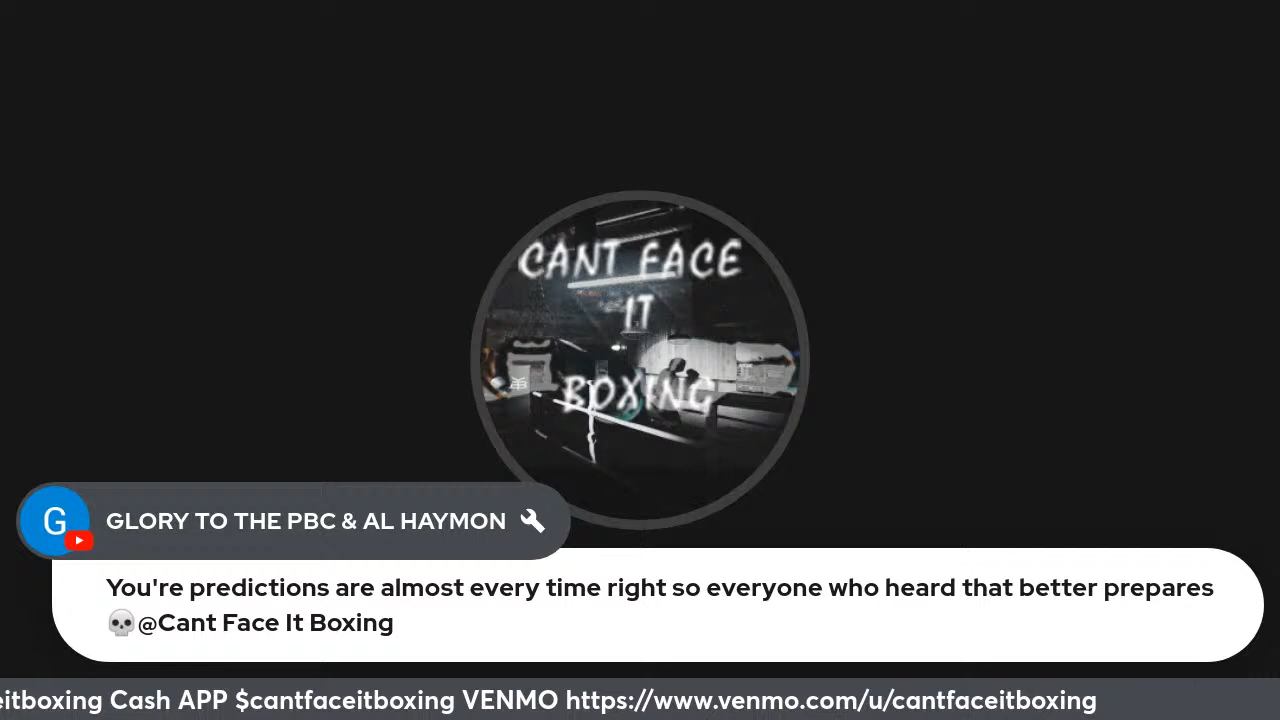 CANT FACE
IT
BOXING
G
GLORY TO THE PBC & AL HAYMON
You're predictions are almost every time right so everyone who heard that better prepares
💀@Cant Face It Boxing
eitboxing Cash APP $cantfaceitboxing VENMO https://www.venmo.com/u/cantfaceitboxing